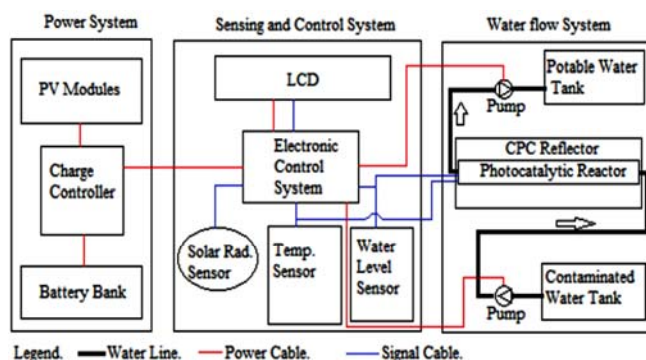 Power System
Sensing and Control System
Water flow System
PV Modules
Charge
Controller
Battery Bank
LCD
Electronic
Control
System
Solar Rad.
Sensor
Temp.
Sensor
Water
Level
Sensor
Potable Water
Tank
Pump
CPC Reflector
Photocatalytic Reactor
Contaminated
Water Tank
Pump
Legend. Water Line. Power Cable. Signal Cable.